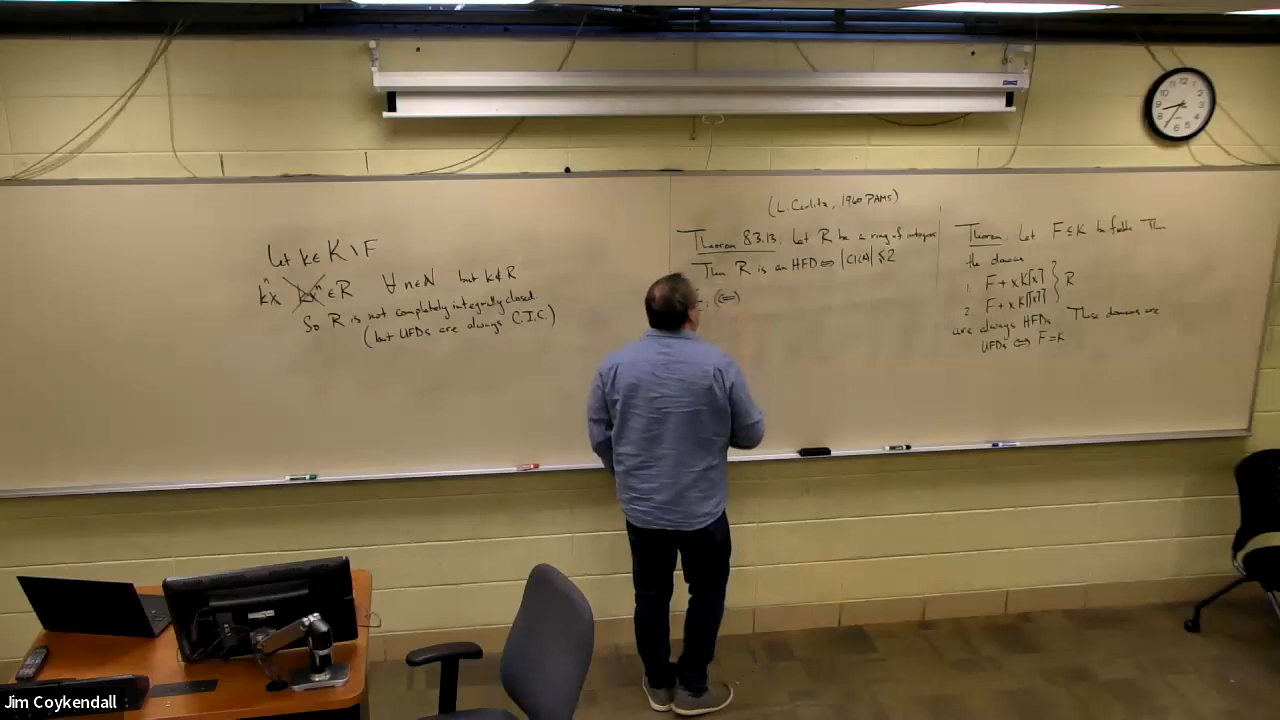 Let k∈K\F
k^n x ∈R ∀n∈N but k∉R
So R is not completely integrally closed.
(but UFDs are always C.I.C.)
(L. Carlitz, 1960 PAMS)
Theorem 8.3.13: Let R be a ring of integers
Then R is an HFD ⟺ |Cl(R)| ≤ 2
(⇐)
Theorem: Let F⊆K be fields Then
the domains
1. F+xK[x]
2. F+xK[[x]] } R
are always HFDs These domains are
UFDs ⟺ F=K
Jim Coykendall